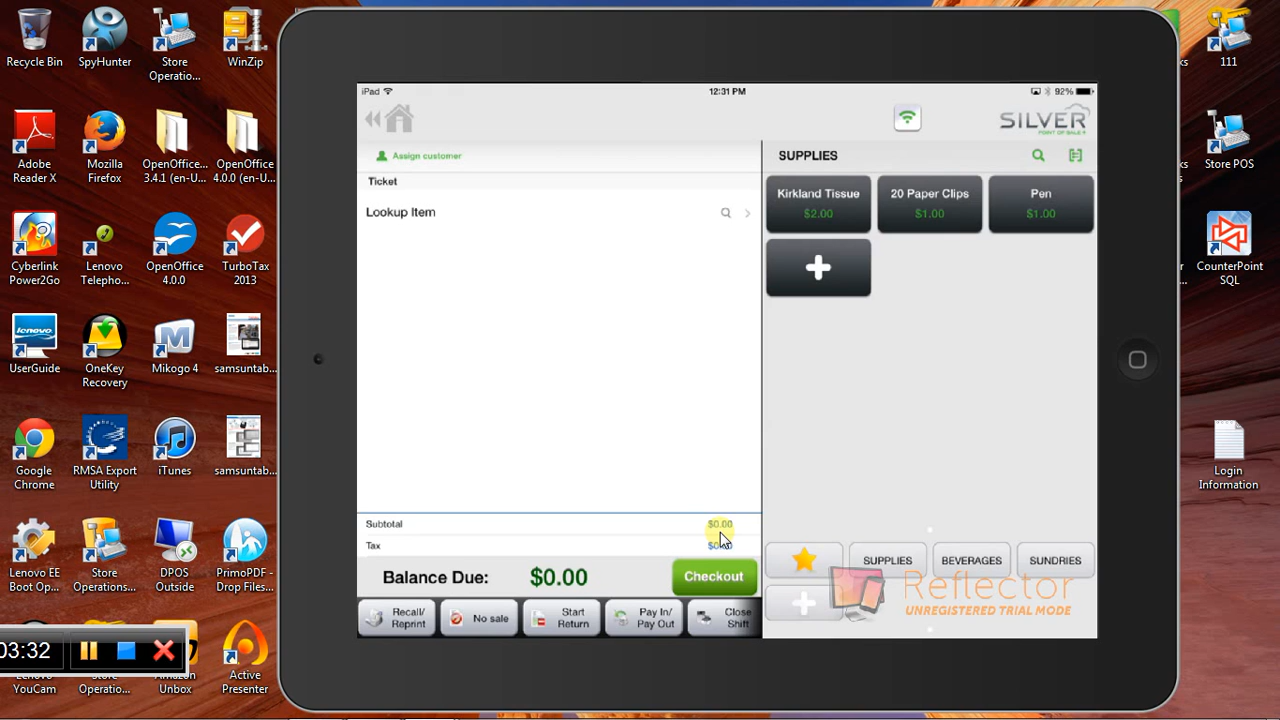 Recycle Bin
SpyHunter
Store
Operatio...
WinZip
Adobe
Reader X
Mozilla
Firefox
OpenOffice...
3.4.1 (en-U...
OpenOffice
4.0.0 (en-U...
Cyberlink
Power2Go
Lenovo
Telepho...
OpenOffice
4.0.0
TurboTax
2013
UserGuide
OneKey
Recovery
Mikogo 4
samsuntab...
Google
Chrome
RMSA Export
Utility
iTunes
samsuntab...
Lenovo EE
Boot Op...
Store
Operations...
DPOS
Outside
PrimoPDF -
Drop Files...
03:32
Lenovo
YouCam
Store
Operatio...
Amazon
Unbox
Active
Presenter
iPad
12:31 PM
92%
SILVER
POINT OF SALE
Assign customer
Ticket
Lookup Item
Subtotal $0.00
Tax
Balance Due: $0.00
Checkout
Recall/
Reprint
No sale
Start
Return
Pay In/
Pay Out
Close
Shift
SUPPLIES
Kirkland Tissue
$2.00
20 Paper Clips
$1.00
Pen
$1.00
SUPPLIES
BEVERAGES
SUNDRIES
Reflector
UNREGISTERED TRIAL MODE
111
Store POS
CounterPoint
SQL
Login
Information